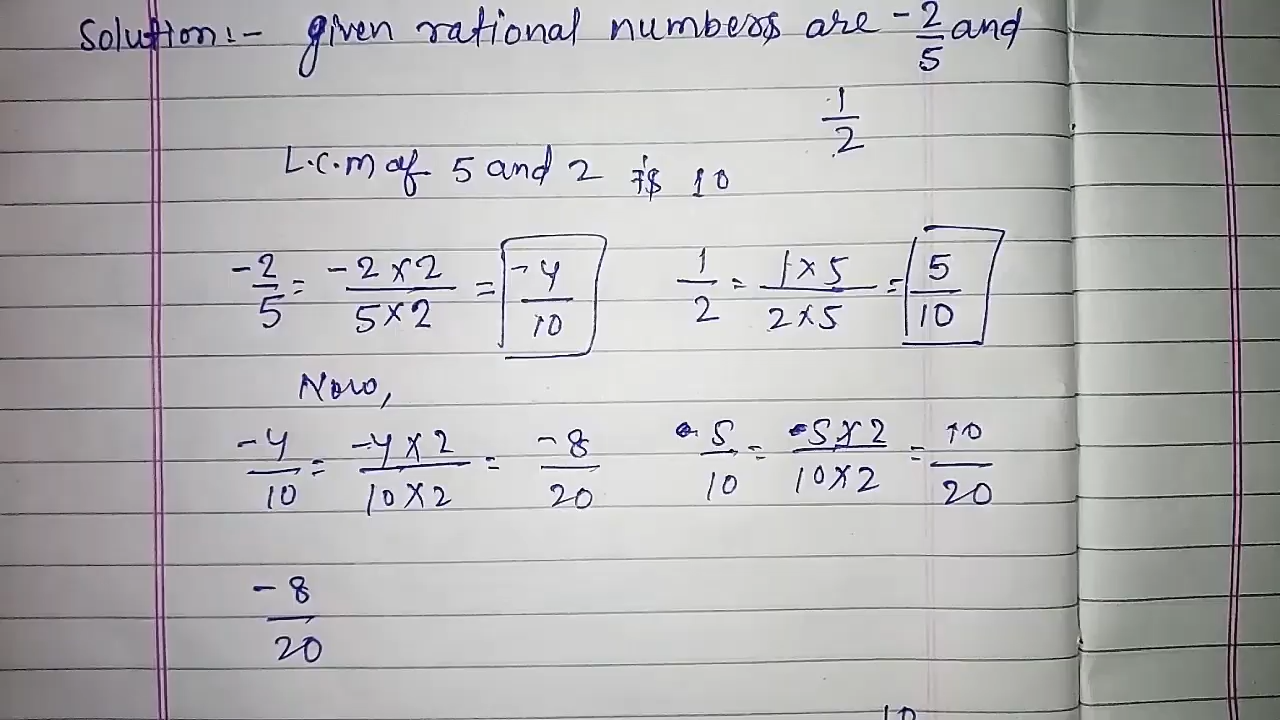 Solution:- given rational numbers are -2/5 and
1/2
L.C.M of 5 and 2 is 10
-2/5 = -2×2/5×2 = -4/10 1/2 = 1×5/2×5 = 5/10
Now,
-4/10 = -4×2/10×2 = -8/20 5/10 = 5×2/10×2 = 10/20
-8/20
10